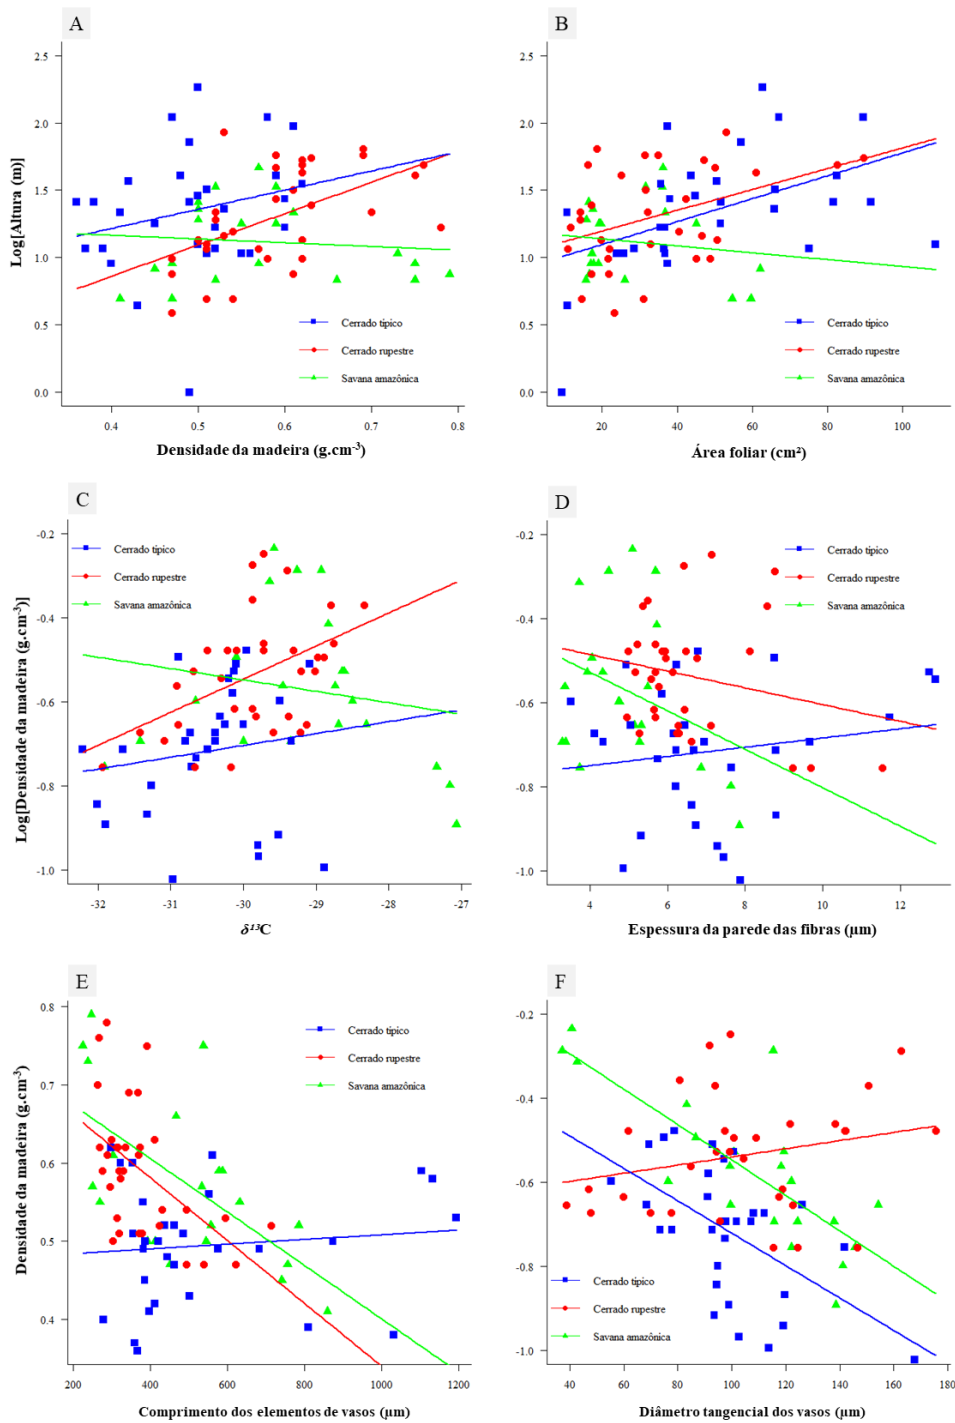 A
B
2.5
2.0
1.5
1.0
0.5
0.0
Log[Altura (m)]
Cerrado típico
Cerrado rupestre
Savana amazônica
0.4 0.5 0.6 0.7 0.8
Densidade da madeira (g.cm-3)
2.5
2.0
1.5
1.0
0.5
0.0
Cerrado típico
Cerrado rupestre
Savana amazônica
20 40 60 80 100
Área foliar (cm²)
C
D
-0.2
-0.4
-0.6
-0.8
-1.0
Log[Densidade da madeira (g.cm-3)]
Cerrado típico
Cerrado rupestre
Savana amazônica
-32 -31 -30 -29 -28 -27
δ¹³C
-0.2
-0.4
-0.6
-0.8
-1.0
Cerrado típico
Cerrado rupestre
Savana amazônica
4 6 8 10 12
Espessura da parede das fibras (µm)
E
F
0.8
0.7
0.6
0.5
0.4
Densidade da madeira (g.cm-3)
Cerrado típico
Cerrado rupestre
Savana amazônica
200 400 600 800 1000 1200
Comprimento dos elementos de vasos (µm)
-0.2
-0.4
-0.6
-0.8
-1.0
Cerrado típico
Cerrado rupestre
Savana amazônica
40 60 80 100 120 140 160 180
Diâmetro tangencial dos vasos (µm)